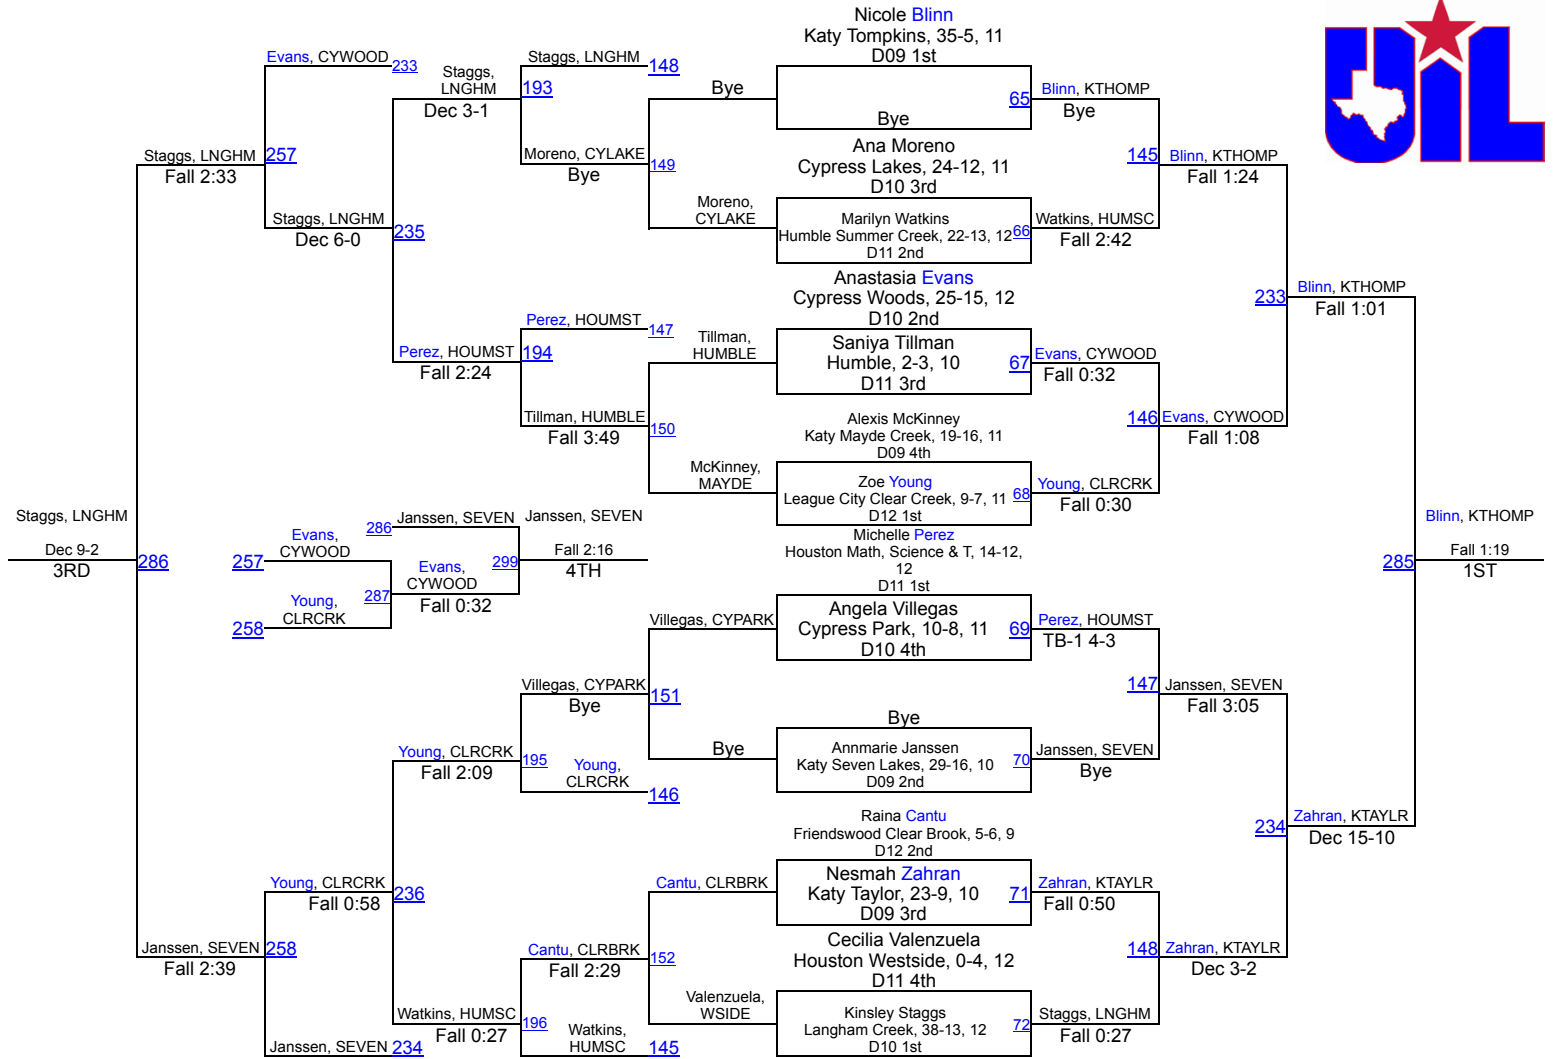 Nicole Blinn
Katy Tompkins, 35-5, 11
D09 1st
Bye
Ana Moreno
Cypress Lakes, 24-12, 11
D10 3rd
Marilyn Watkins
Humble Summer Creek, 22-13, 12
D11 2nd
Anastasia Evans
Cypress Woods, 25-15, 12
D10 2nd
Saniya Tillman
Humble, 2-3, 10
D11 3rd
Alexis McKinney
Katy Mayde Creek, 19-16, 11
D09 4th
Zoe Young
League City Clear Creek, 9-7, 11
D12 1st
Michelle Perez
Houston Math, Science & T, 14-12,
12
D11 1st
Angela Villegas
Cypress Park, 10-8, 11
D10 4th
Bye
Annmarie Janssen
Katy Seven Lakes, 29-16, 10
D09 2nd
Raina Cantu
Friendswood Clear Brook, 5-6, 9
D12 2nd
Nesmah Zahran
Katy Taylor, 23-9, 10
D09 3rd
Cecilia Valenzuela
Houston Westside, 0-4, 12
D11 4th
Kinsley Staggs
Langham Creek, 38-13, 12
D10 1st
65
Blinn, KTHOMP
Bye
66
Watkins, HUMSC
Fall 2:42
67
Evans, CYWOOD
Fall 0:32
68
Young, CLRCRK
Fall 0:30
69
Perez, HOUMST
TB-1 4-3
70
Janssen, SEVEN
Bye
71
Zahran, KTAYLR
Fall 0:50
72
Staggs, LNGHM
Fall 0:27
145
Blinn, KTHOMP
Fall 1:24
146
Evans, CYWOOD
Fall 1:08
147
Janssen, SEVEN
Fall 3:05
148
Zahran, KTAYLR
Dec 3-2
233
Blinn, KTHOMP
Fall 1:01
234
Zahran, KTAYLR
Dec 15-10
285
Blinn, KTHOMP
Fall 1:19
1ST
Bye
Moreno,
CYLAKE
149
Tillman,
HUMBLE
McKinney,
MAYDE
150
Villegas, CYPARK
Bye
151
Cantu, CLRBRK
Valenzuela,
WSIDE
152
Staggs, LNGHM
148
Moreno, CYLAKE
Bye
193
Perez, HOUMST
147
Tillman, HUMBLE
Fall 3:49
194
Villegas, CYPARK
Bye
195
Young,
CLRCRK
146
Cantu, CLRBRK
Fall 2:29
196
Watkins,
HUMSC
145
Staggs,
LNGHM
Dec 3-1
Perez, HOUMST
Fall 2:24
235
Young, CLRCRK
Fall 2:09
Watkins, HUMSC
Fall 0:27
236
Evans, CYWOOD
233
Staggs, LNGHM
Dec 6-0
257
Young, CLRCRK
Fall 0:58
Janssen, SEVEN
234
258
Staggs, LNGHM
Fall 2:33
Janssen, SEVEN
Fall 2:39
286
Staggs, LNGHM
Dec 9-2
3RD
Evans,
CYWOOD
257
Young,
CLRCRK
258
287
286
Janssen, SEVEN
Evans,
CYWOOD
Fall 0:32
299
Janssen, SEVEN
Fall 2:16
4TH
UIL